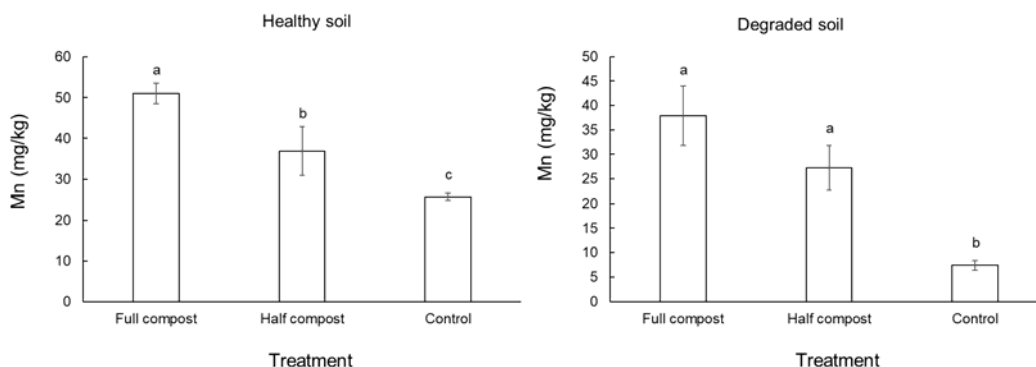 Healthy soil
60
50
40
30
20
10
0
Mn (mg/kg)
a
b
c
Full compost
Half compost
Control
Treatment
Degraded soil
50
45
40
35
30
25
20
15
10
5
0
Mn (mg/kg)
a
a
b
Full compost
Half compost
Control
Treatment